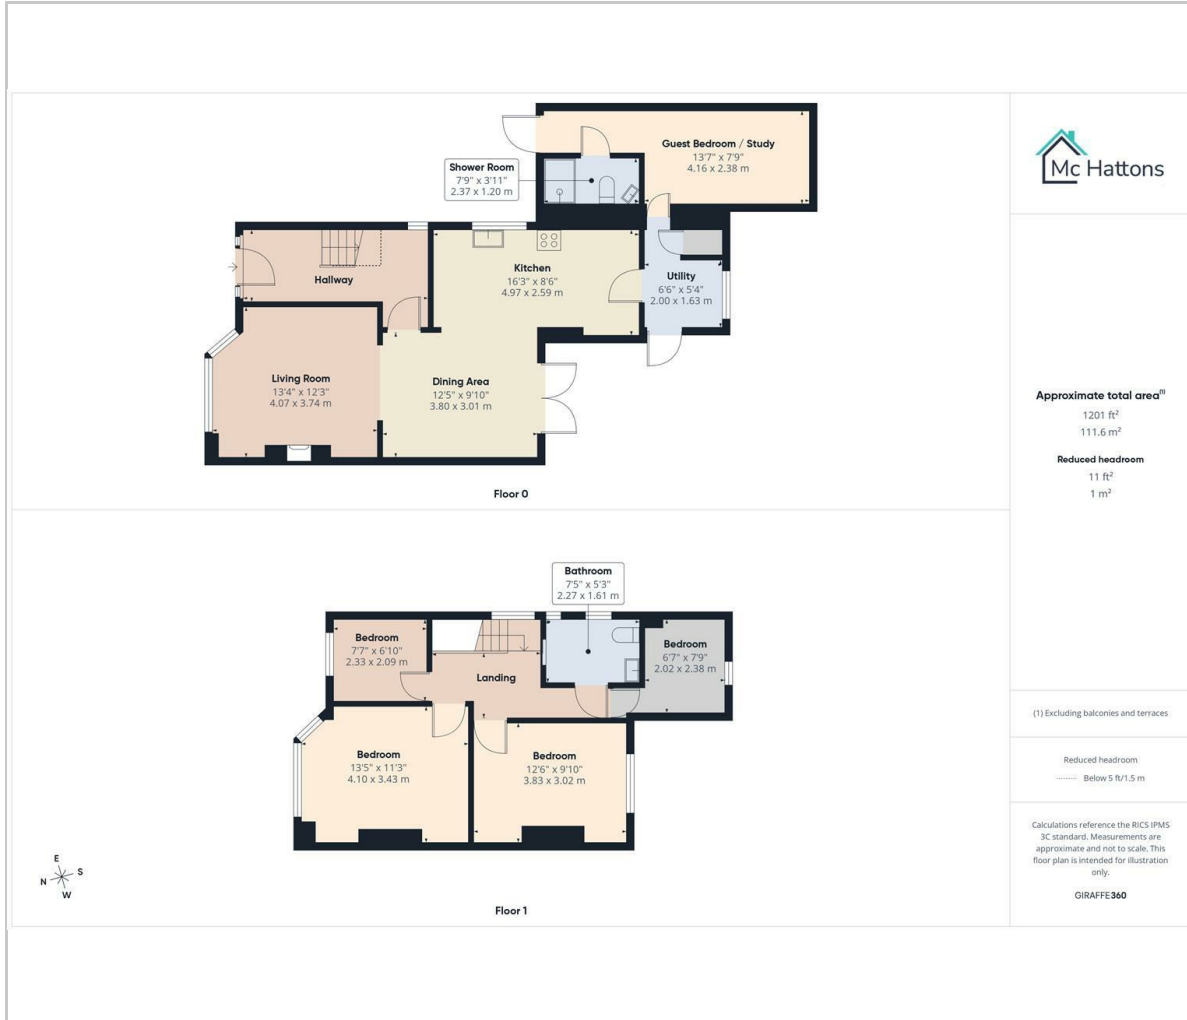 Shower Room
7'9" x 3'11"
2.37 x 1.20 m
Guest Bedroom / Study
13'7" x 7'9"
4.16 x 2.38 m
Hallway
Kitchen
16'3" x 8'6"
4.97 x 2.59 m
Utility
6'6" x 5'4"
2.00 x 1.63 m
Living Room
13'4" x 12'3"
4.07 x 3.74 m
Dining Area
12'5" x 9'10"
3.80 x 3.01 m
Floor 0
Bathroom
7'5" x 5'3"
2.27 x 1.61 m
Bedroom
7'7" x 6'10"
2.33 x 2.09 m
Landing
Bedroom
6'7" x 7'9"
2.02 x 2.38 m
Bedroom
13'5" x 11'3"
4.10 x 3.43 m
Bedroom
12'6" x 9'10"
3.83 x 3.02 m
E
N S
W
Floor 1
Mc Hattons
Approximate total area(1)
1201 ft²
111.6 m²
Reduced headroom
11 ft²
1 m²
(1) Excluding balconies and terraces
Reduced headroom
Below 5 ft/1.5 m
Calculations reference the RICS IPMS
3C standard. Measurements are
approximate and not to scale. This
floor plan is intended for illustration
only.
GIRAFFE360